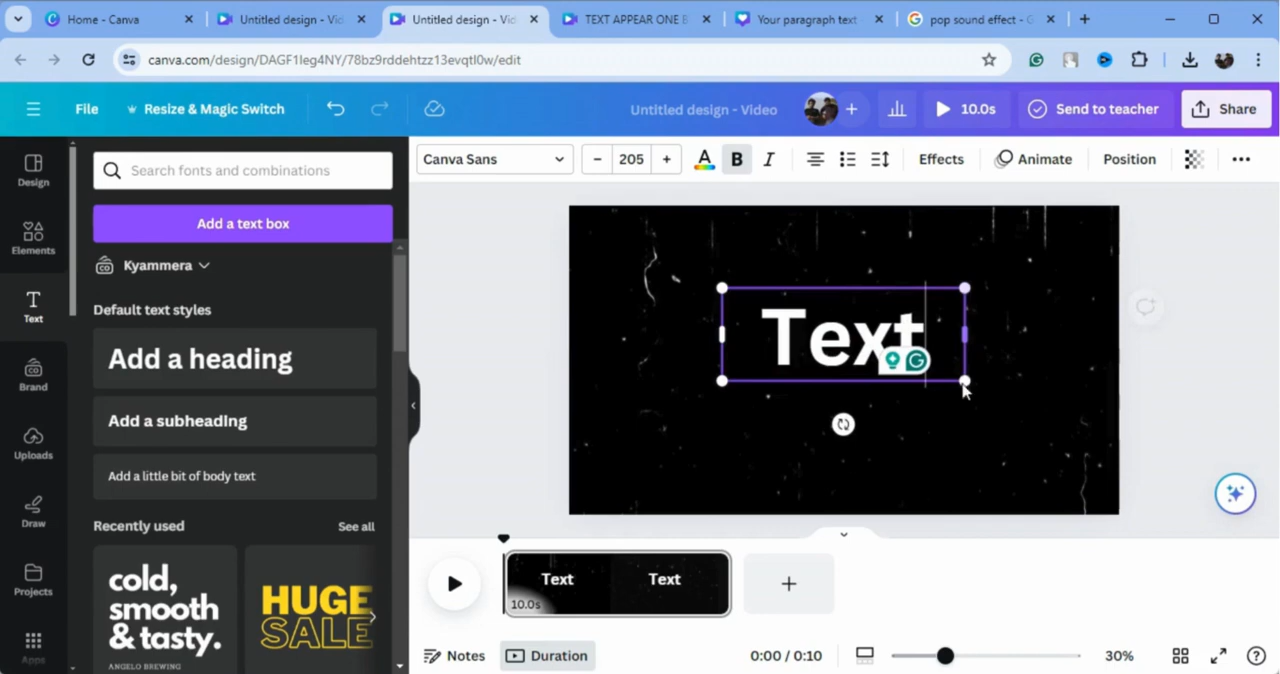 Home - Canva
Untitled design - Vid
Untitled design - Vid
TEXT APPEAR ONE B
Your paragraph text
pop sound effect - G
canva.com/design/DAGF1leg4NY/78bz9rddehtzz13evqtl0w/edit
File
Resize & Magic Switch
Untitled design - Video
10.0s
Send to teacher
Share
Search fonts and combinations
Canva Sans
205
A
B
I
Effects
Animate
Position
Design
Elements
Text
Brand
Uploads
Draw
Projects
Apps
Add a text box
Kyammera
Default text styles
Add a heading
Add a subheading
Add a little bit of body text
Recently used
See all
cold,
smooth
& tasty.
ANGELO BREWING
HUGE
SALE
Text
Text
Text
10.0s
Notes
Duration
0:00 / 0:10
30%